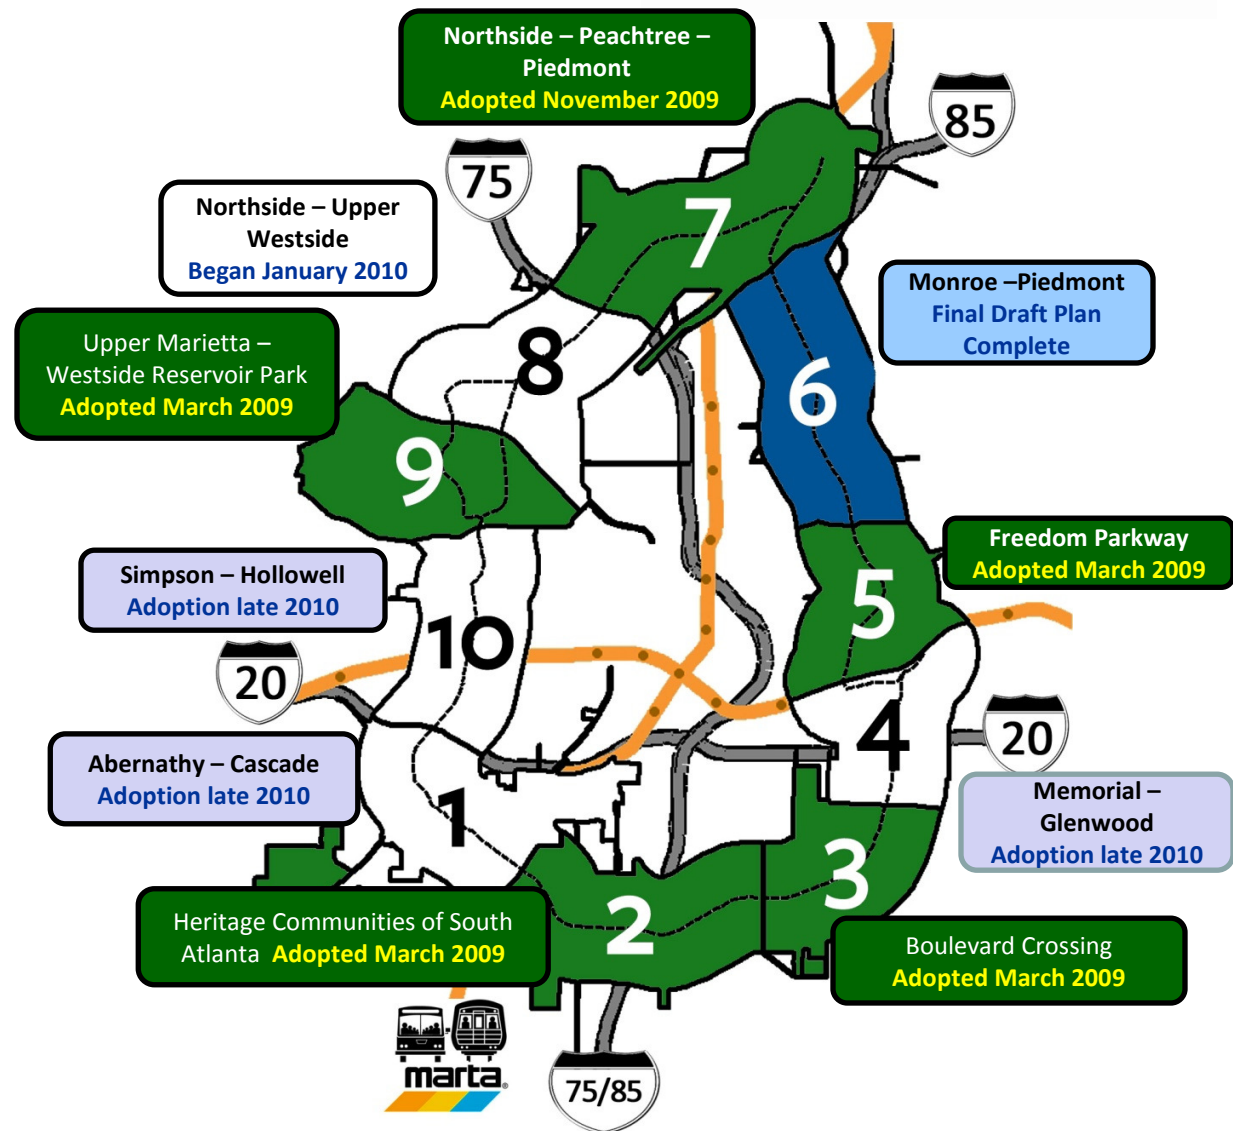 Northside – Peachtree –
Piedmont
Adopted November 2009
85
75
Northside – Upper
Westside
Began January 2010
7
Monroe –Piedmont
Final Draft Plan
Complete
Upper Marietta –
Westside Reservoir Park
Adopted March 2009
8
6
9
Freedom Parkway
Adopted March 2009
Simpson – Hollowell
Adoption late 2010
5
10
20
4
20
Abernathy – Cascade
Adoption late 2010
1
Memorial –
Glenwood
Adoption late 2010
3
2
Heritage Communities of South
Atlanta Adopted March 2009
Boulevard Crossing
Adopted March 2009
marta®
75/85